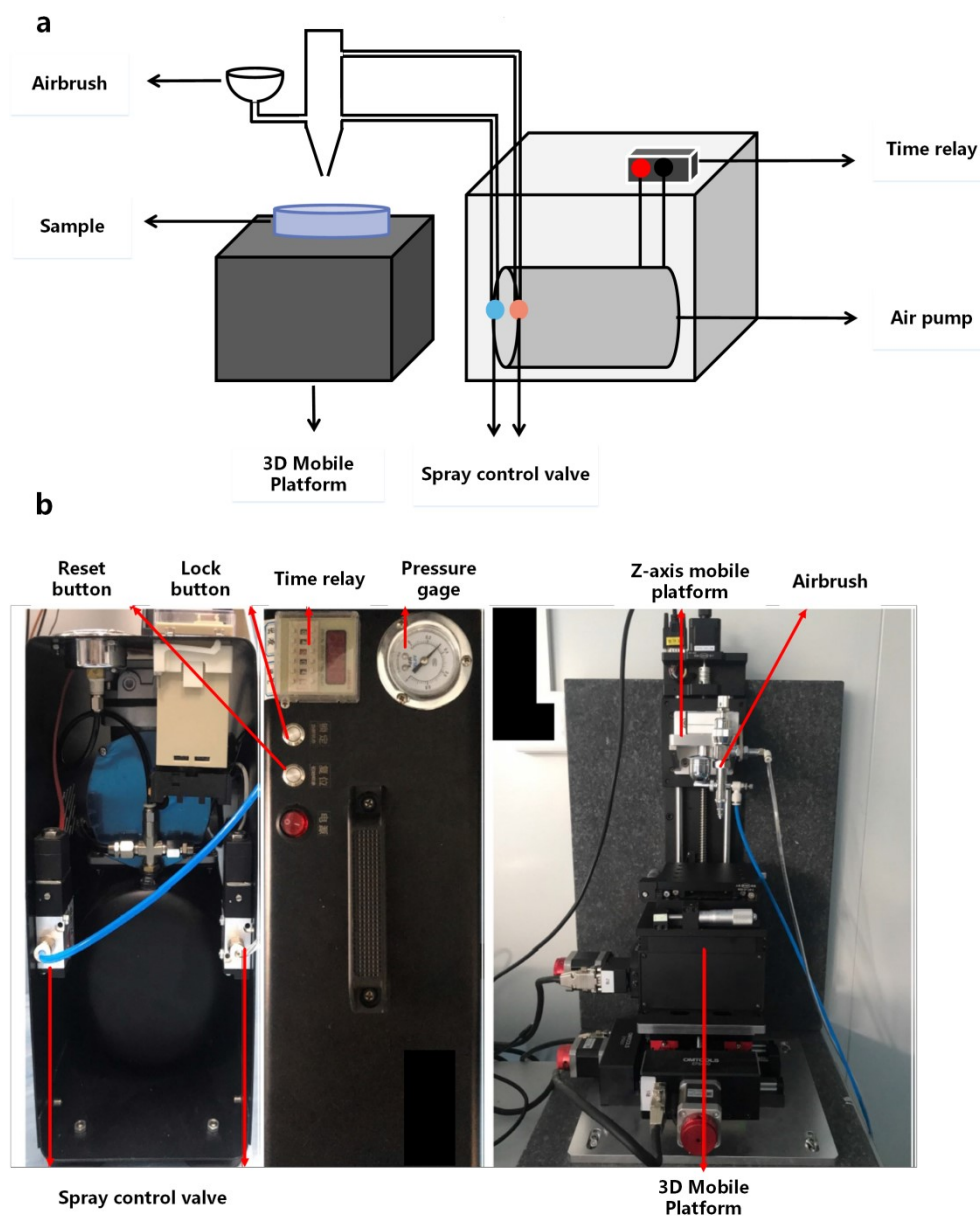 a
Airbrush
Time relay
Sample
Air pump
3D Mobile
Platform
Spray control valve
b
Reset
button
Lock
button
Time relay
Pressure
gage
Z-axis mobile
platform
Airbrush
Spray control valve
3D Mobile
Platform